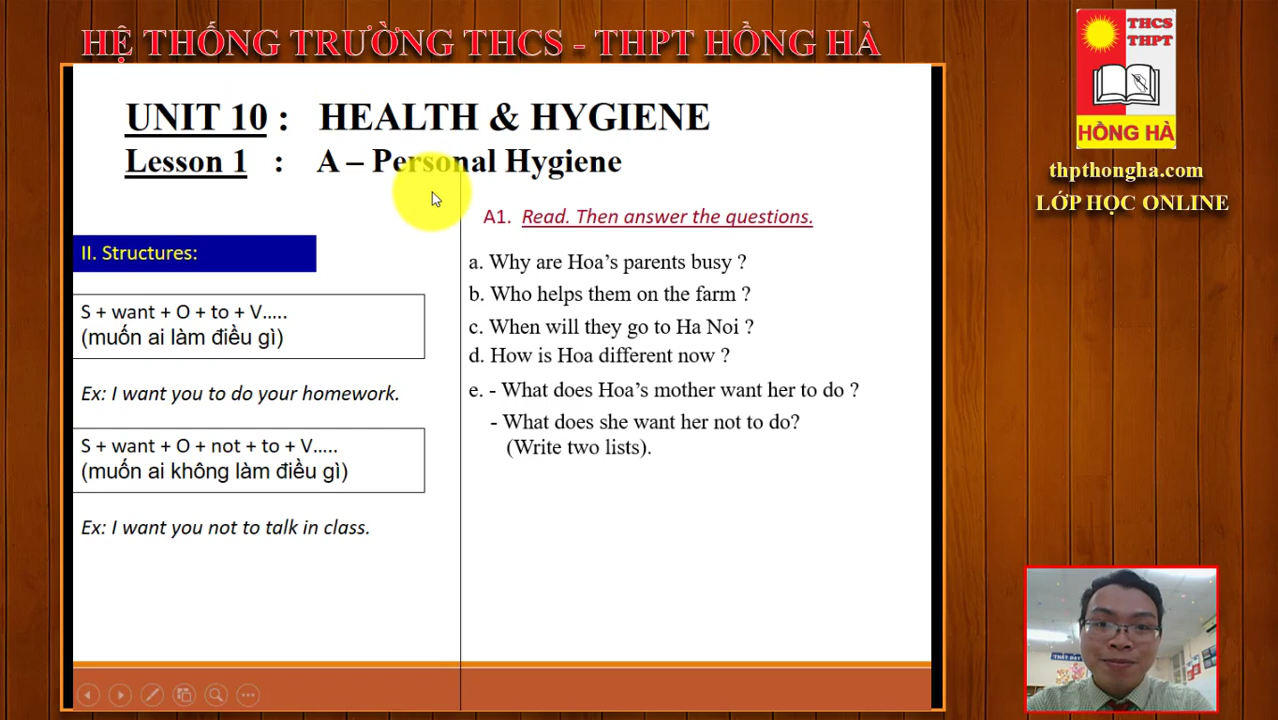 HỆ THỐNG TRƯỜNG THCS - THPT HỒNG HÀ
THCS
THPT
HỒNG HÀ
thpthongha.com
LỚP HỌC ONLINE
UNIT 10 : HEALTH & HYGIENE
Lesson 1 : A – Personal Hygiene
II. Structures:
S + want + O + to + V.....
(muốn ai làm điều gì)
Ex: I want you to do your homework.
S + want + O + not + to + V.....
(muốn ai không làm điều gì)
Ex: I want you not to talk in class.
A1. Read. Then answer the questions.
a. Why are Hoa’s parents busy ?
b. Who helps them on the farm ?
c. When will they go to Ha Noi ?
d. How is Hoa different now ?
e. - What does Hoa’s mother want her to do ?
- What does she want her not to do?
(Write two lists).